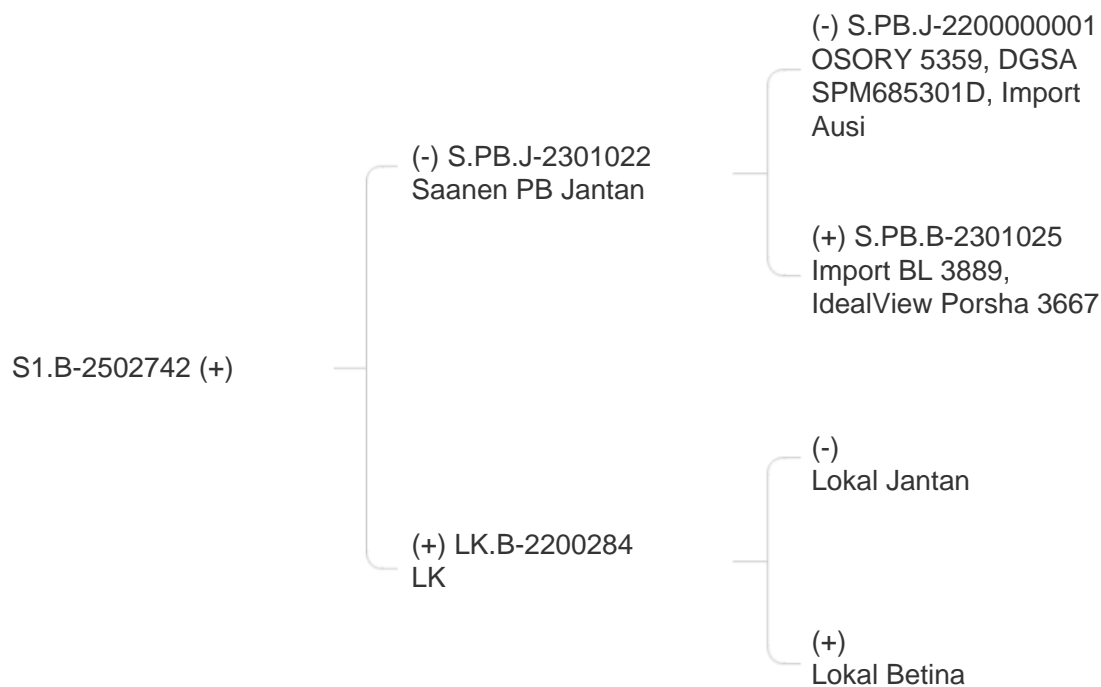 (-) S.PB.J-2200000001
OSORY 5359, DGSA
SPM685301D, Import
Ausi
(-) S.PB.J-2301022
Saanen PB Jantan
(+) S.PB.B-2301025
Import BL 3889,
IdealView Porsha 3667
S1.B-2502742 (+)
(-)
Lokal Jantan
(+) LK.B-2200284
LK
(+)
Lokal Betina